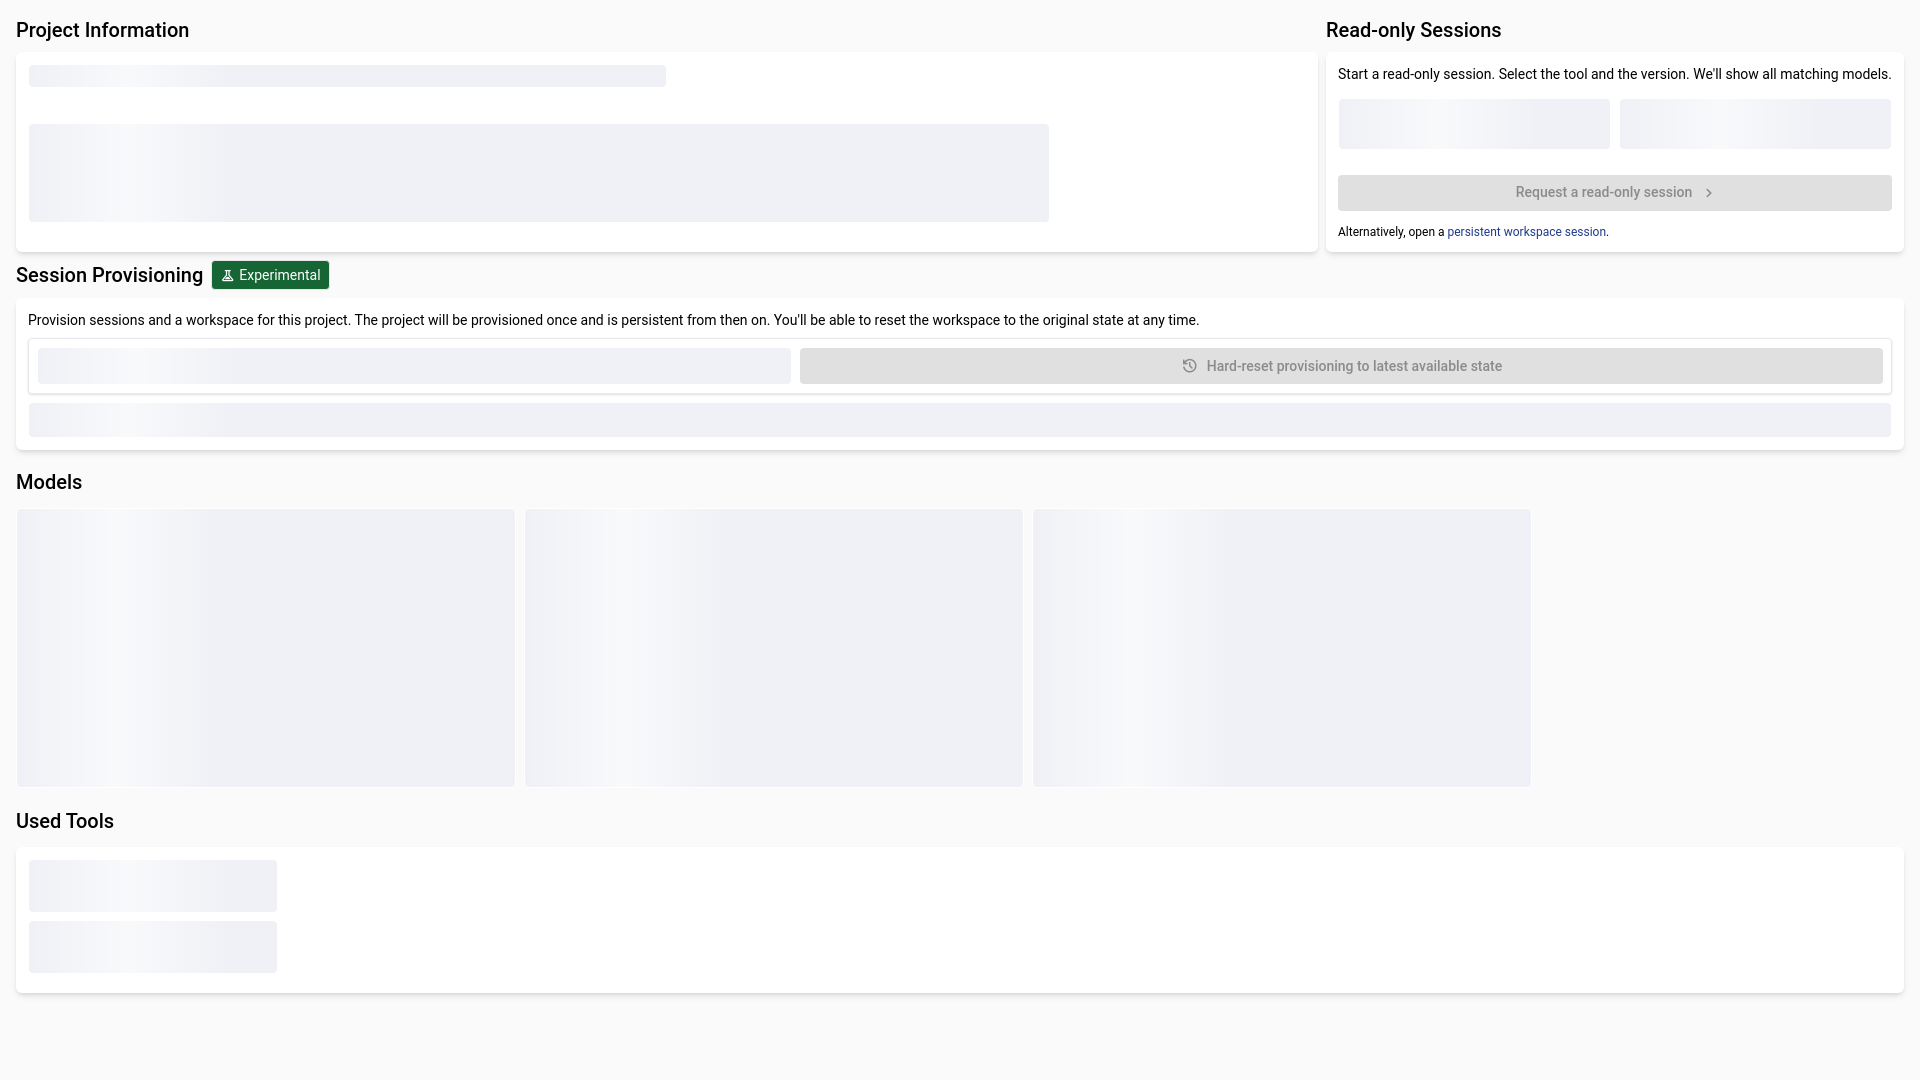 Project Information
Read-only Sessions
Start a read-only session. Select the tool and the version. We'll show all matching models.
Request a read-only session
Alternatively, open a persistent workspace session.
Session Provisioning
Experimental
Provision sessions and a workspace for this project. The project will be provisioned once and is persistent from then on. You'll be able to reset the workspace to the original state at any time.
Hard-reset provisioning to latest available state
Models
Used Tools